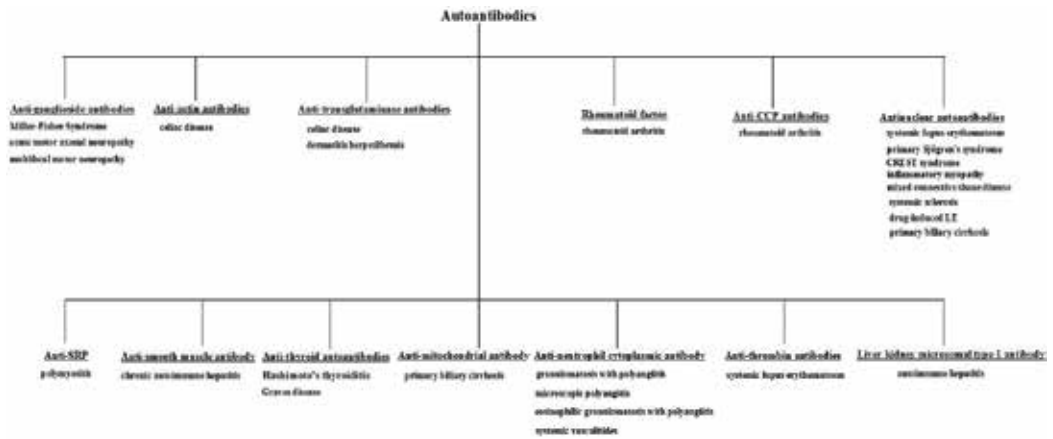 Autoantibodies
Anti-ganglioside antibodies
Miller-Fisher Syndrome
acute motor axonal neuropathy
multifocal motor neuropathy
Anti-actin antibodies
celiac disease
Anti-transglutaminase antibodies
celiac disease
dermatitis herpetiformis
Rheumatoid factor
rheumatoid arthritis
Anti-CCP antibodies
rheumatoid arthritis
Antinuclear autoantibodies
systemic lupus erythematosus
primary Sjögren's syndrome
CREST syndrome
inflammatory myopathy
mixed connective tissue disease
systemic sclerosis
drug-induced LE
primary biliary cirrhosis
Anti-SRP
polymyositis
Anti-smooth muscle antibody
chronic autoimmune hepatitis
Anti-thyroid autoantibodies
Hashimoto's thyroiditis
Graves disease
Anti-mitochondrial antibody
primary biliary cirrhosis
Anti-neutrophil cytoplasmic antibody
granulomatosis with polyangiitis
microscopic polyangiitis
eosinophilic granulomatosis with polyangiitis
systemic vasculitides
Anti-thrombin antibodies
systemic lupus erythematosus
Liver kidney microsomal type 1 antibody
autoimmune hepatitis